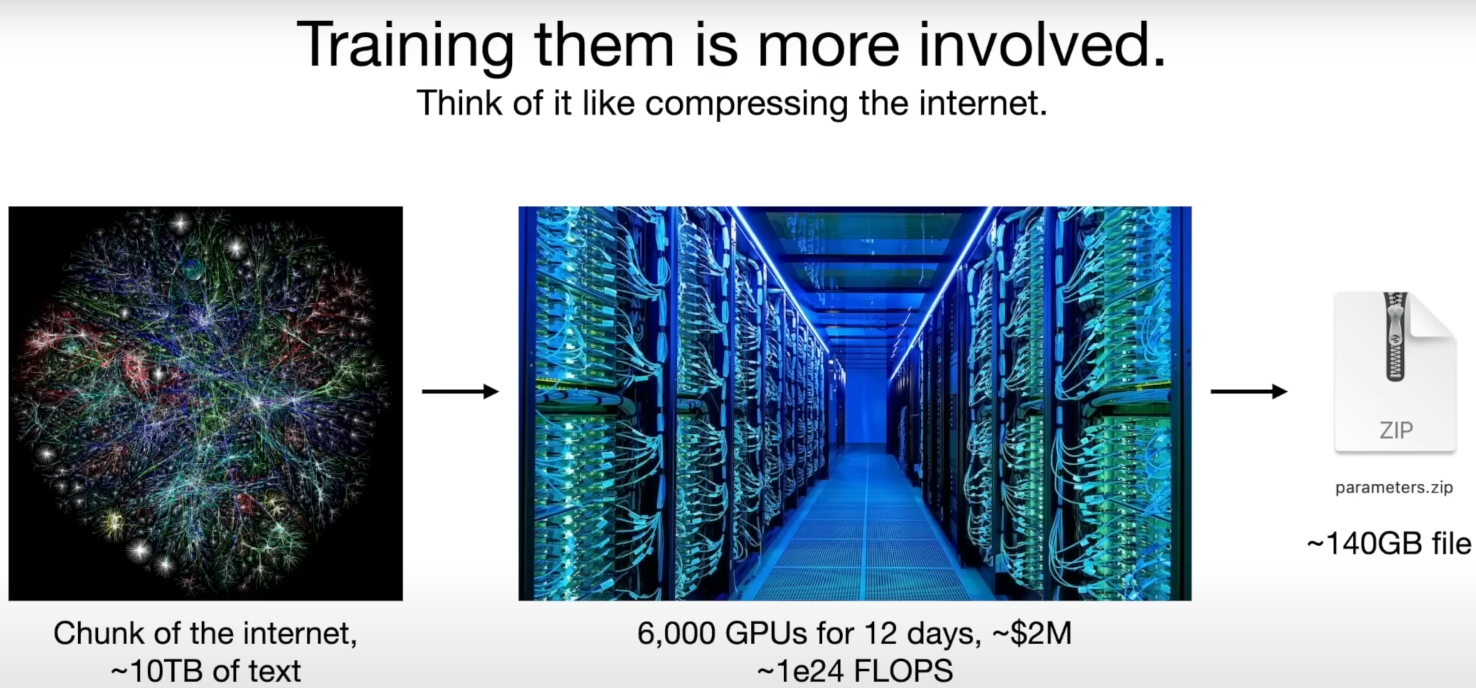 Training them is more involved.
Think of it like compressing the internet.
ZIP
parameters.zip
~140GB file
Chunk of the internet,
~10TB of text
6,000 GPUs for 12 days, ~$2M
~1e24 FLOPS